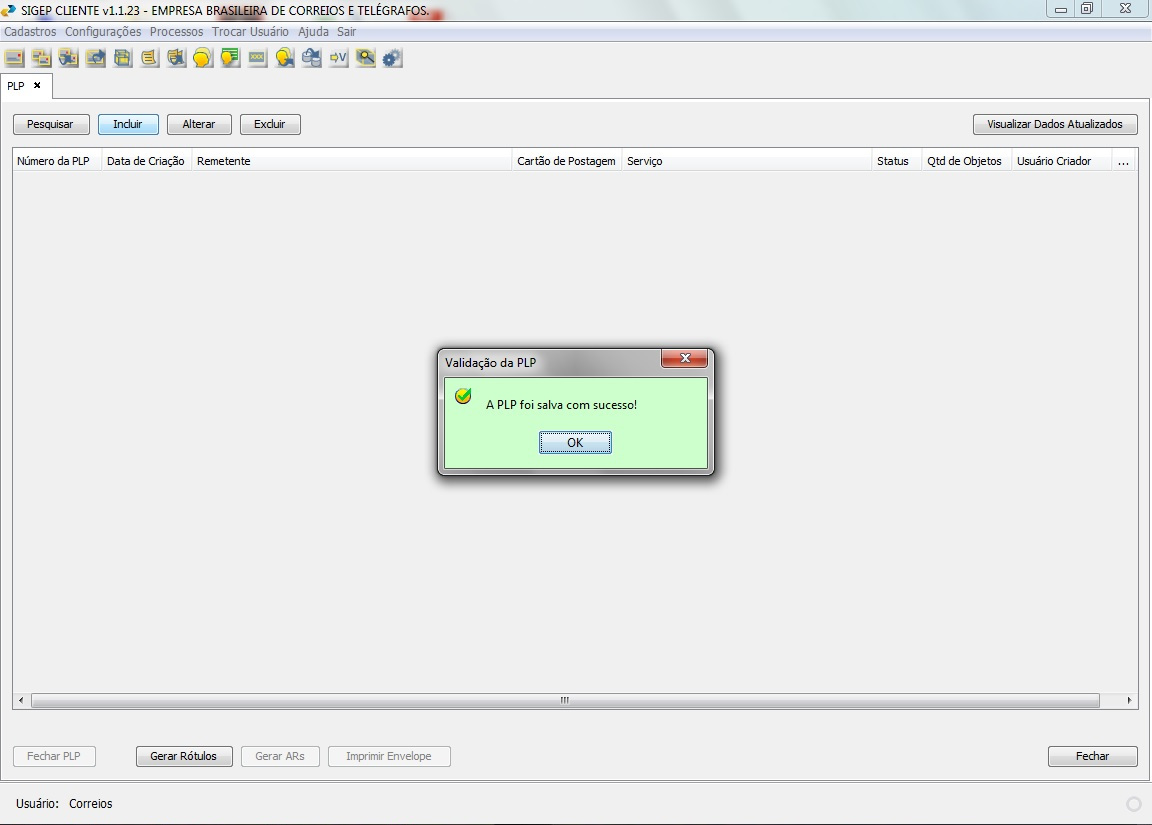 SIGEP CLIENTE v1.1.23 - EMPRESA BRASILEIRA DE CORREIOS E TELÉGRAFOS.
Cadastros Configurações Processos Trocar Usuário Ajuda Sair
PLP
Pesquisar Incluir Alterar Excluir Visualizar Dados Atualizados
Número da PLP Data de Criação Remetente Cartão de Postagem Serviço Status Qtd de Objetos Usuário Criador ...
Validação da PLP
A PLP foi salva com sucesso!
OK
Fechar PLP Gerar Rótulos Gerar ARs Imprimir Envelope Fechar
Usuário: Correios